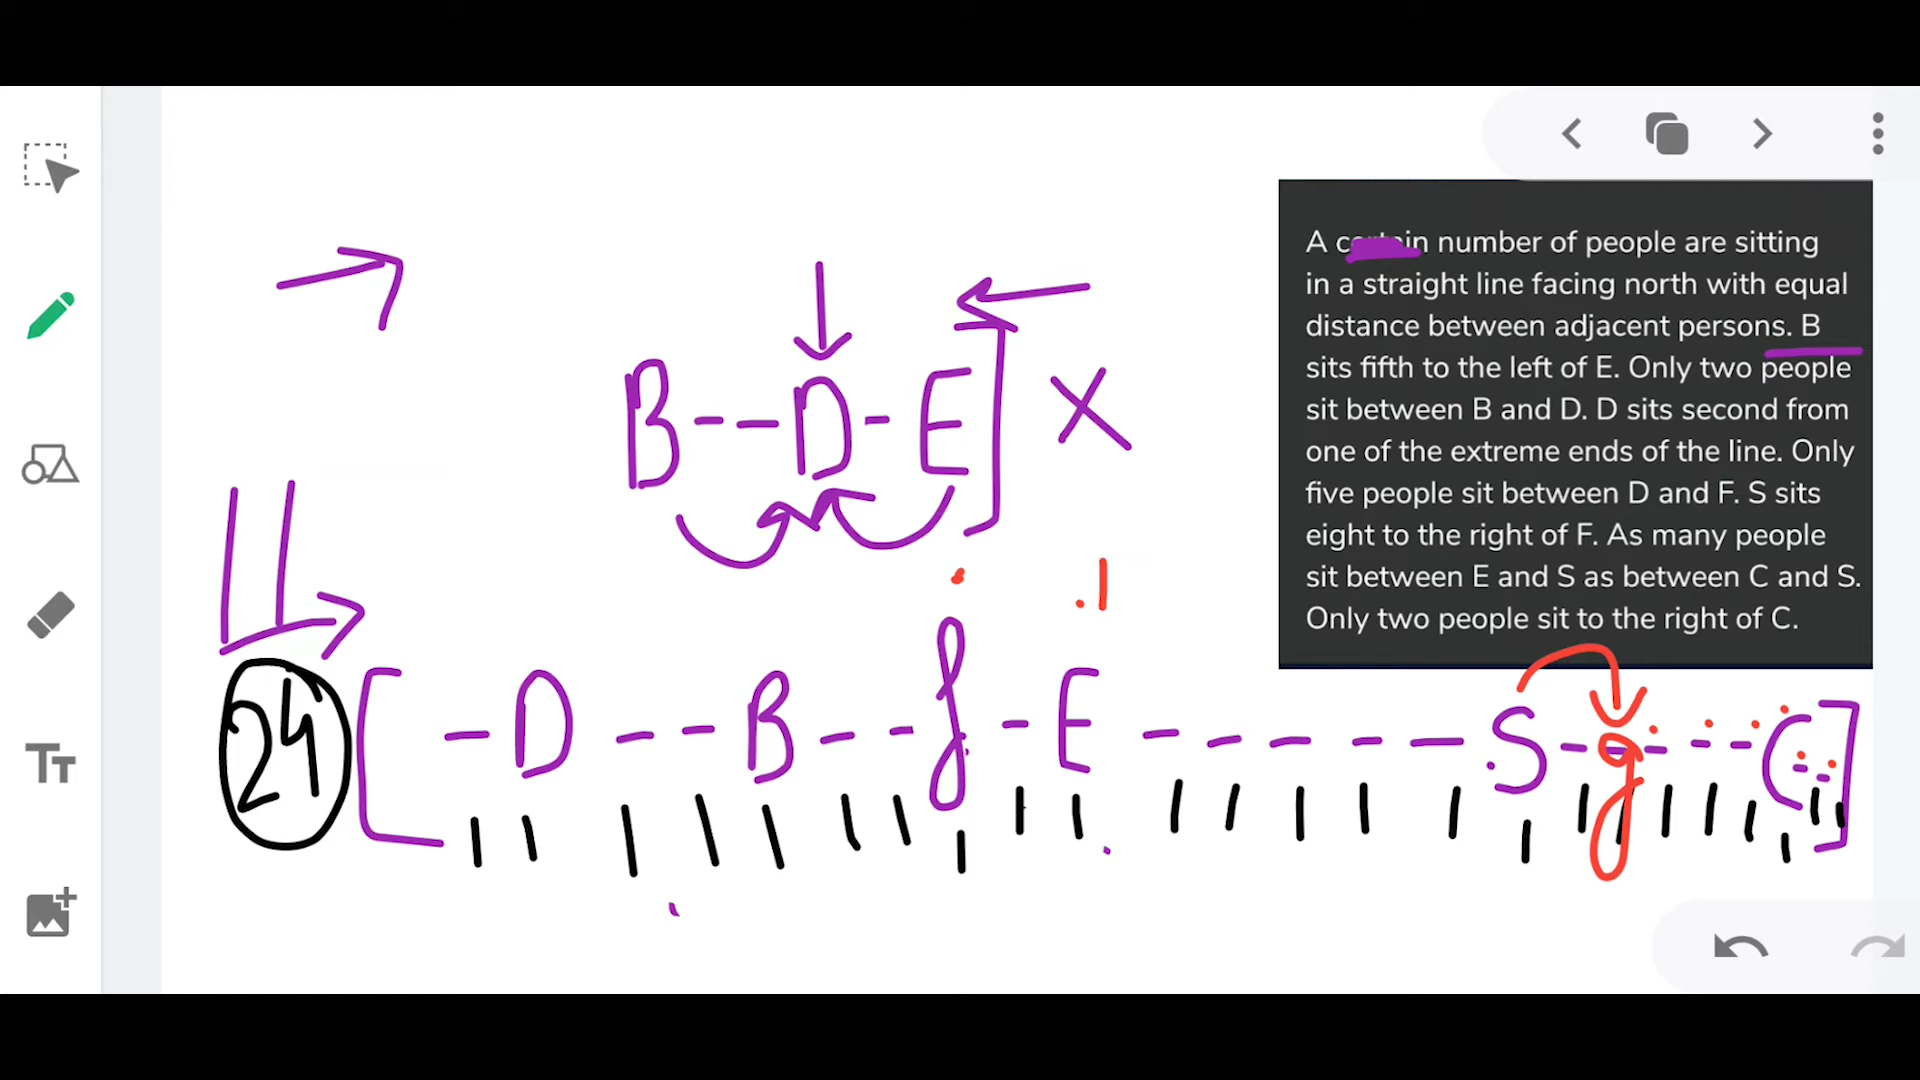 A certain number of people are sitting
in a straight line facing north with equal
distance between adjacent persons. B
sits fifth to the left of E. Only two people
sit between B and D. D sits second from
one of the extreme ends of the line. Only
five people sit between D and F. S sits
eight to the right of F. As many people
sit between E and S as between C and S.
Only two people sit to the right of C.
B - - D - E ] X
24 [ - D - - B - - f - E - - - - - S - g - - - C - - ]
Tт